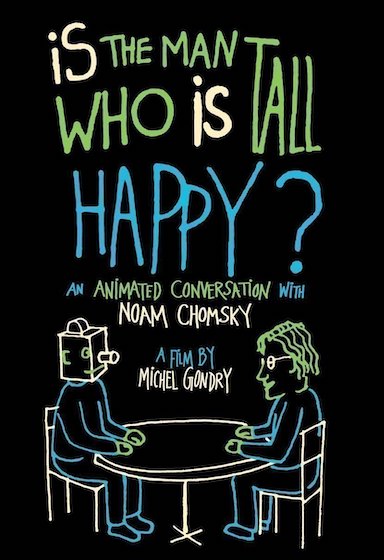 iS THE MAN
WHO iS TALL
HAPPY?
AN ANIMATED CONVERSATION WITH
NOAM CHOMSKY
A FILM BY
MICHEL GONDRY